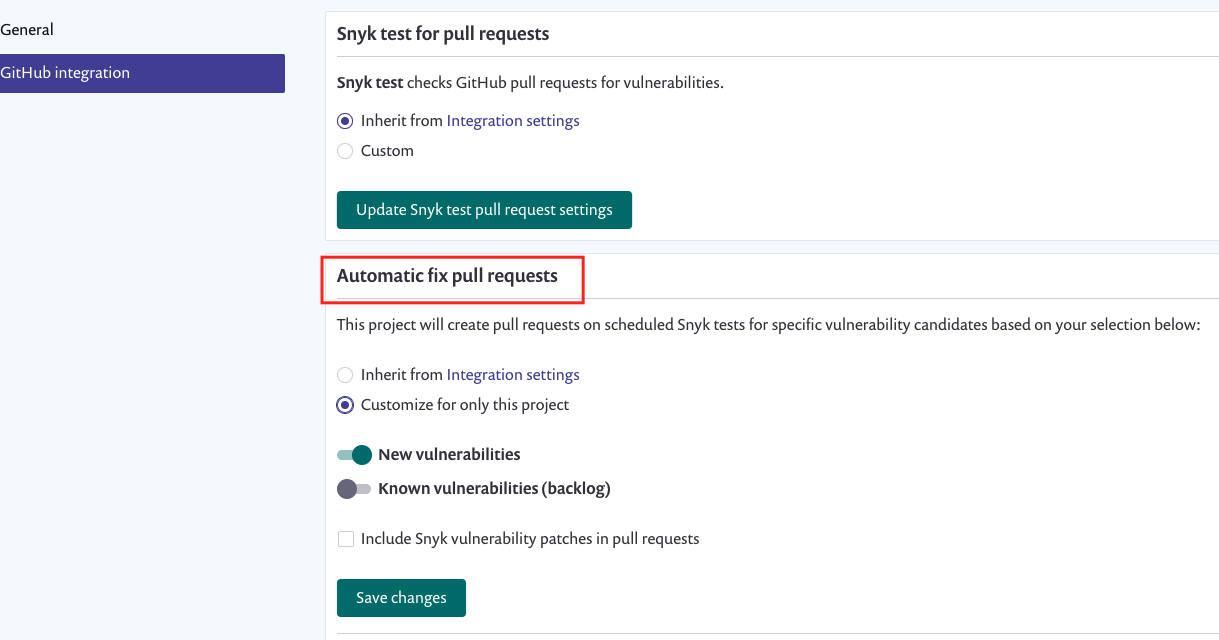 General
GitHub integration
Snyk test for pull requests
Snyk test checks GitHub pull requests for vulnerabilities.
Inherit from Integration settings
Custom
Update Snyk test pull request settings
Automatic fix pull requests
This project will create pull requests on scheduled Snyk tests for specific vulnerability candidates based on your selection below:
Inherit from Integration settings
Customize for only this project
New vulnerabilities
Known vulnerabilities (backlog)
Include Snyk vulnerability patches in pull requests
Save changes